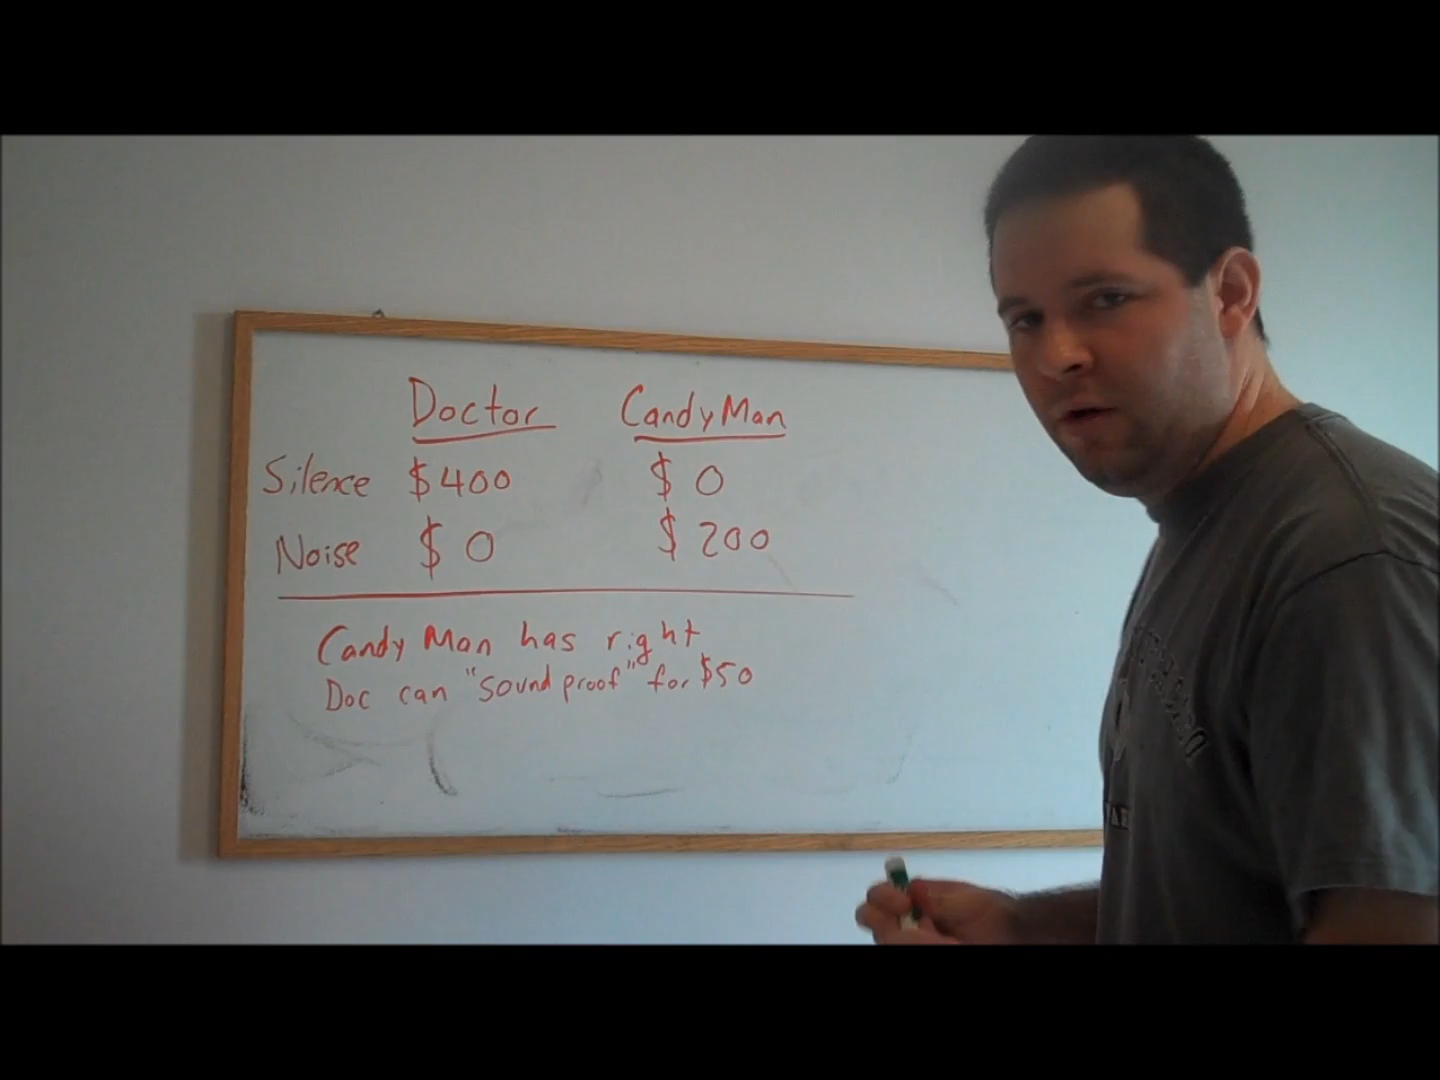 Doctor CandyMan
Silence $400 $0
Noise $0 $200
Candy Man has right
Doc can "Sound proof" for $50